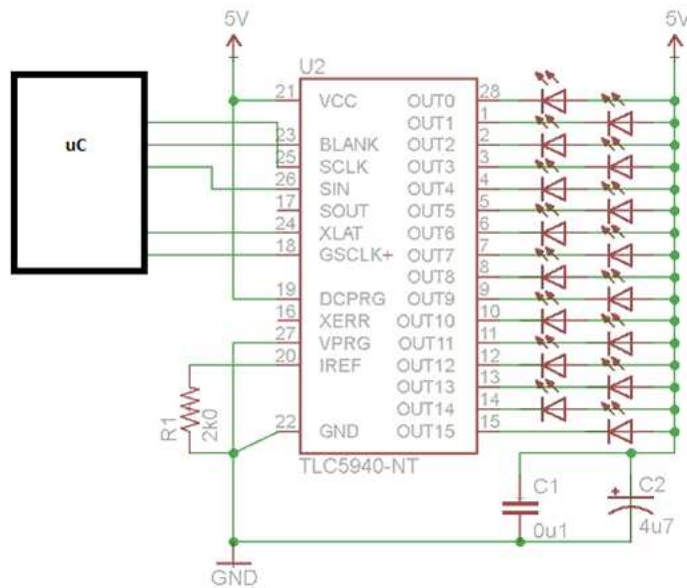 5V
5V
U2
uC
21
VCC
OUT0
28
OUT1
1
23
BLANK
OUT2
2
25
SCLK
OUT3
3
26
SIN
OUT4
4
17
SOUT
OUT5
5
24
XLAT
OUT6
6
18
GSCLK+
OUT7
7
OUT8
8
19
DCPRG
OUT9
9
16
XERR
OUT10
10
27
VPRG
OUT11
11
20
IREF
OUT12
12
OUT13
13
OUT14
14
22
GND
OUT15
15
R1
2k0
TLC5940-NT
C1
0u1
+
C2
4u7
GND